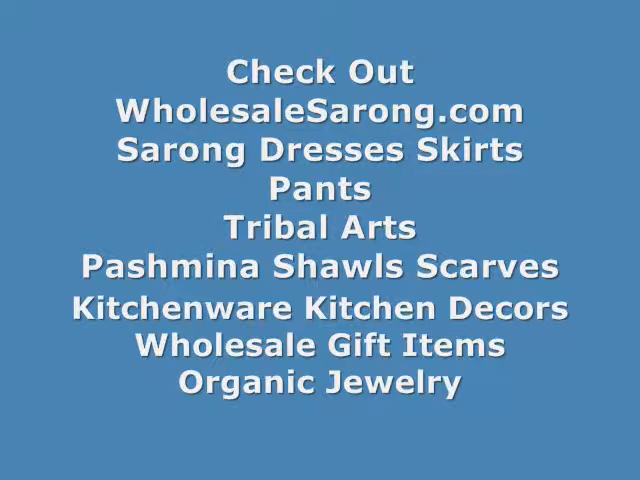 Check Out
WholesaleSarong.com
Sarong Dresses Skirts
Pants
Tribal Arts
Pashmina Shawls Scarves
Kitchenware Kitchen Decors
Wholesale Gift Items
Organic Jewelry